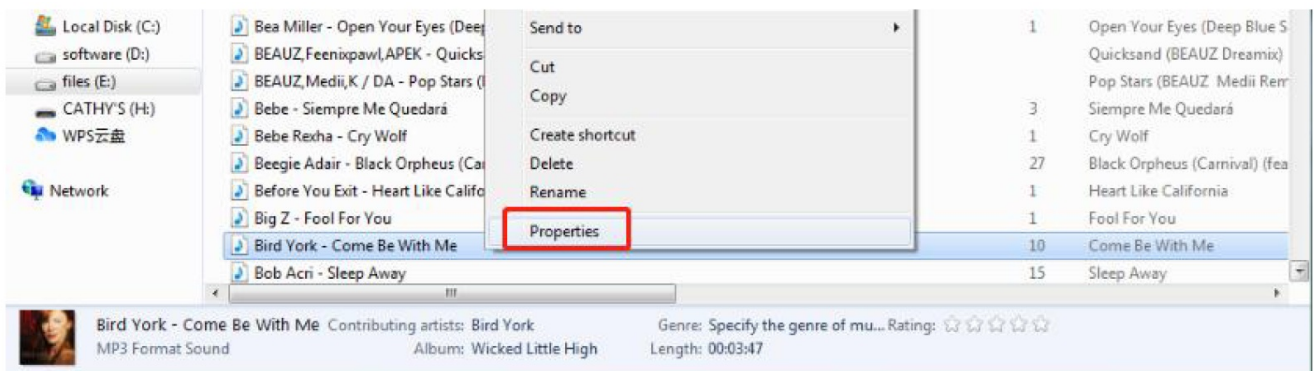 Local Disk (C:)
software (D:)
files (E:)
CATHY'S (H:)
WPS云盘
Network
Bea Miller - Open Your Eyes (Deep
BEAUZ,Feenixpawl,APEK - Quicks
BEAUZ,Medii,K / DA - Pop Stars (
Bebe - Siempre Me Quedará
Bebe Rexha - Cry Wolf
Beegie Adair - Black Orpheus (Ca
Before You Exit - Heart Like Califo
Big Z - Fool For You
Bird York - Come Be With Me
Bob Acri - Sleep Away
Send to
Cut
Copy
Create shortcut
Delete
Rename
Properties
1 Open Your Eyes (Deep Blue S
Quicksand (BEAUZ Dreamix)
Pop Stars (BEAUZ Medii Rem
3 Siempre Me Quedará
1 Cry Wolf
27 Black Orpheus (Carnival) (fea
1 Heart Like California
1 Fool For You
10 Come Be With Me
15 Sleep Away
Bird York - Come Be With Me Contributing artists: Bird York Genre: Specify the genre of mu... Rating:
MP3 Format Sound Album: Wicked Little High Length: 00:03:47